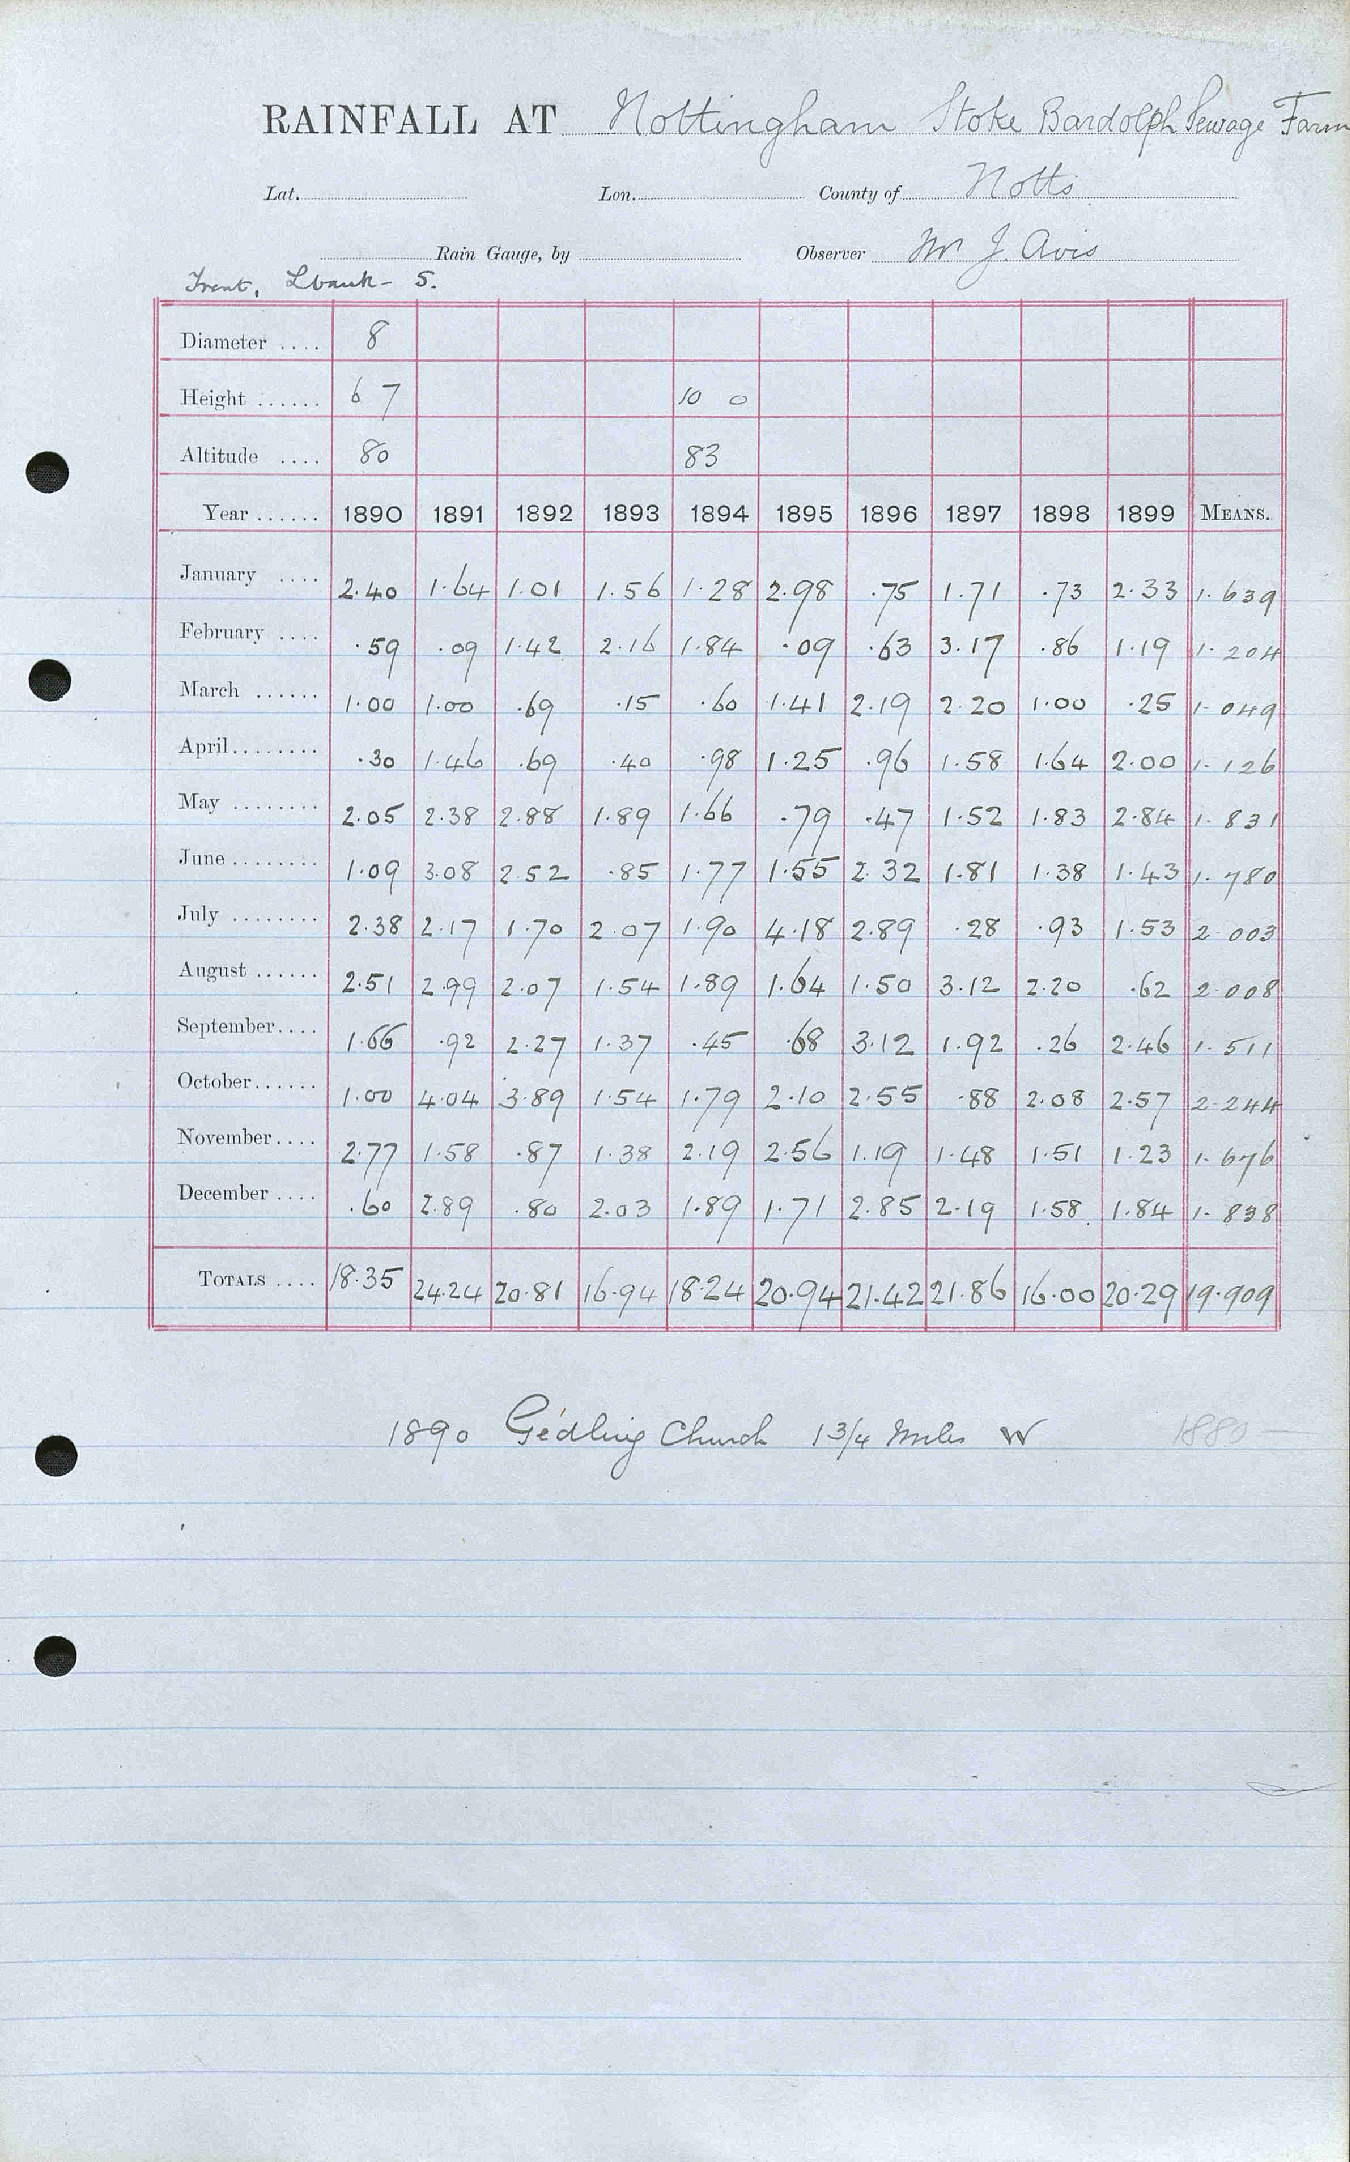 RAINFALL AT Nottingham Stoke Bardolph Sewage Farm
Lat. Lon. County of Notts
Rain Gauge, by Observer Mr J Avis
Trent, L bank - 5.
Diameter .... 8
Height ...... 6 7 10 0
Altitude .... 80 83
Year ...... 1890 1891 1892 1893 1894 1895 1896 1897 1898 1899 MEANS.
January .... 2.40 1.64 1.01 1.56 1.28 2.98 .75 1.71 .73 2.33 1.639
February .... .59 .09 1.42 2.16 1.84 .09 .63 3.17 .86 1.19 1.204
March ...... 1.00 1.00 .69 .15 .60 1.41 2.19 2.20 1.00 .25 1.049
April ........ .30 1.46 .69 .40 .98 1.25 .96 1.58 1.64 2.00 1.126
May ........ 2.05 2.38 2.88 1.89 1.66 .79 .47 1.52 1.83 2.84 1.831
June ........ 1.09 3.08 2.52 .85 1.77 1.55 2.32 1.81 1.38 1.43 1.780
July ........ 2.38 2.17 1.70 2.07 1.90 4.18 2.89 .28 .93 1.53 2.003
August ...... 2.51 2.99 2.07 1.54 1.89 1.64 1.50 3.12 2.20 .62 2.008
September .... 1.66 .92 2.27 1.37 .45 .68 3.12 1.92 .26 2.46 1.511
October ...... 1.00 4.04 3.89 1.54 1.79 2.10 2.55 .88 2.08 2.57 2.244
November .... 2.77 1.58 .87 1.38 2.19 2.56 1.19 1.48 1.51 1.23 1.676
December .... .60 2.89 .80 2.03 1.89 1.71 2.85 2.19 1.58 1.84 1.838
TOTALS .... 18.35 24.24 20.81 16.94 18.24 20.94 21.42 21.86 16.00 20.29 19.909
1890 Gedling Church 1 3/4 miles W 1880 -